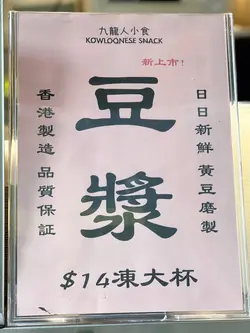 九龍人小食
KOWLOONESE SNACK
新上市!
豆漿
日日新鮮 黃豆磨製
香港製造 品質保証
$14凍大杯